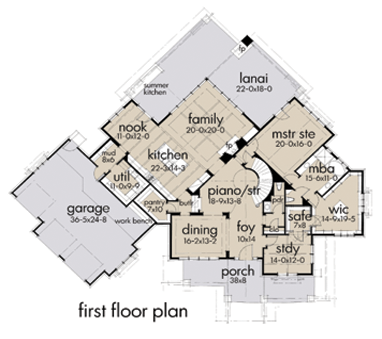 fp
lanai
22-0x18-0
summer
kitchen
family
20-0x20-0
nook
11-0x12-0
fp
mstr ste
20-0x16-0
mud
8x6
kitchen
22-3x14-3
util
11-0x9-9
mba
15-6x11-0
piano/str
18-9x13-8
pantry
7x10
butlr
wic
14-9x19-5
safe
7x8
garage
36-5x24-8
work bench
dining
16-2x13-2
foy
10x14
stdy
14-0x12-0
porch
38x8
first floor plan